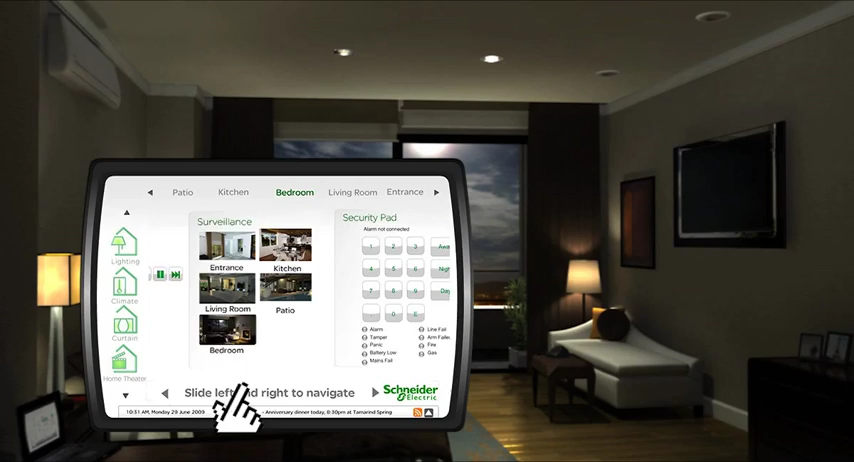 Patio Kitchen Bedroom Living Room Entrance
Surveillance
Entrance Kitchen
Living Room Patio
Bedroom
Security Pad
Alarm not connected
1 2 3
4 5 6
7 8 9
0 E
Alarm Line Fail
Tamper
Panic Fire
Battery Low Gas
Mains Fail
Lighting
Climate
Curtain
Home Theater
Slide left and right to navigate
Schneider
Electric
10:51 AM, Monday 29 June 2009 - Anniversary dinner today, 8:30pm at Tamarind Spring